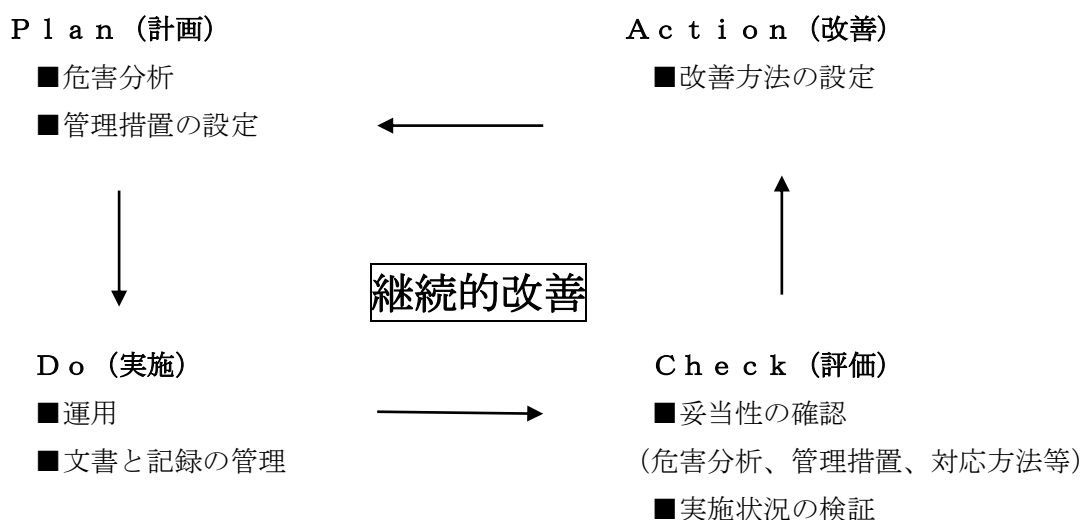 Ｐｌａｎ（計画）
■危害分析
■管理措置の設定
Ａｃｔｉｏｎ（改善）
■改善方法の設定
継続的改善
Ｄｏ（実施）
■運用
■文書と記録の管理
Ｃｈｅｃｋ（評価）
■妥当性の確認
（危害分析、管理措置、対応方法等）
■実施状況の検証